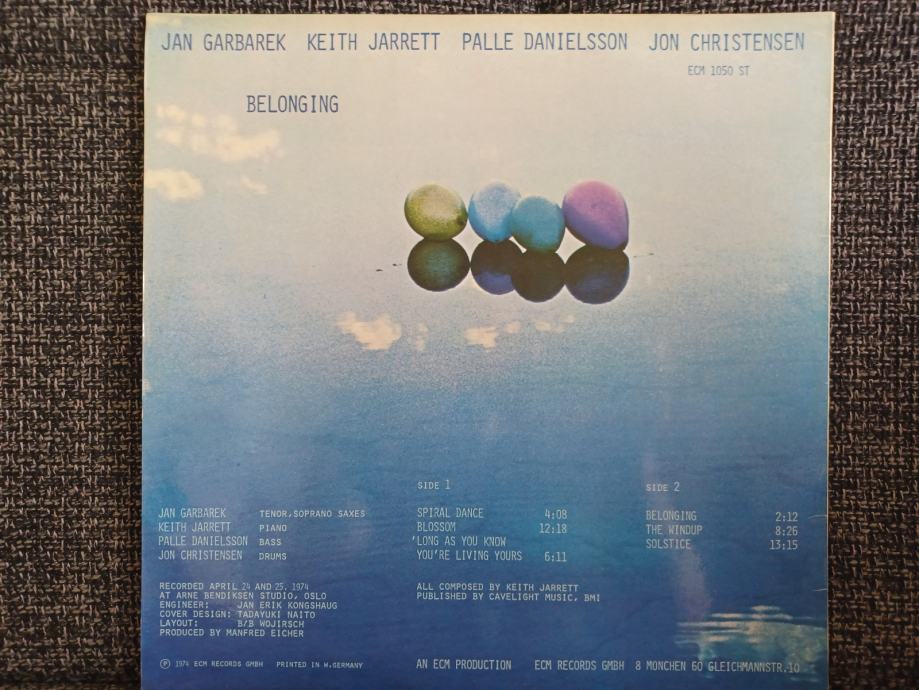 JAN GARBAREK KEITH JARRETT PALLE DANIELSSON JON CHRISTENSEN
ECM 1050 ST
BELONGING
JAN GARBAREK TENOR,SOPRANO SAXES
KEITH JARRETT PIANO
PALLE DANIELSSON BASS
JON CHRISTENSEN DRUMS
SIDE 1
SPIRAL DANCE 4:08
BLOSSOM 12:18
'LONG AS YOU KNOW
YOU'RE LIVING YOURS 6:11
SIDE 2
BELONGING 2:12
THE WINDUP 8:26
SOLSTICE 13:15
RECORDED APRIL 24 AND 25, 1974
AT ARNE BENDIKSEN STUDIO, OSLO
ENGINEER: JAN ERIK KONGSHAUG
COVER DESIGN: TADAYUKI NAITO
LAYOUT: B/B WOJIRSCH
PRODUCED BY MANFRED EICHER
ALL COMPOSED BY KEITH JARRETT
PUBLISHED BY CAVELIGHT MUSIC, BMI
℗ 1974 ECM RECORDS GMBH PRINTED IN W.GERMANY
AN ECM PRODUCTION ECM RECORDS GMBH 8 MÜNCHEN 60 GLEICHMANNSTR.10